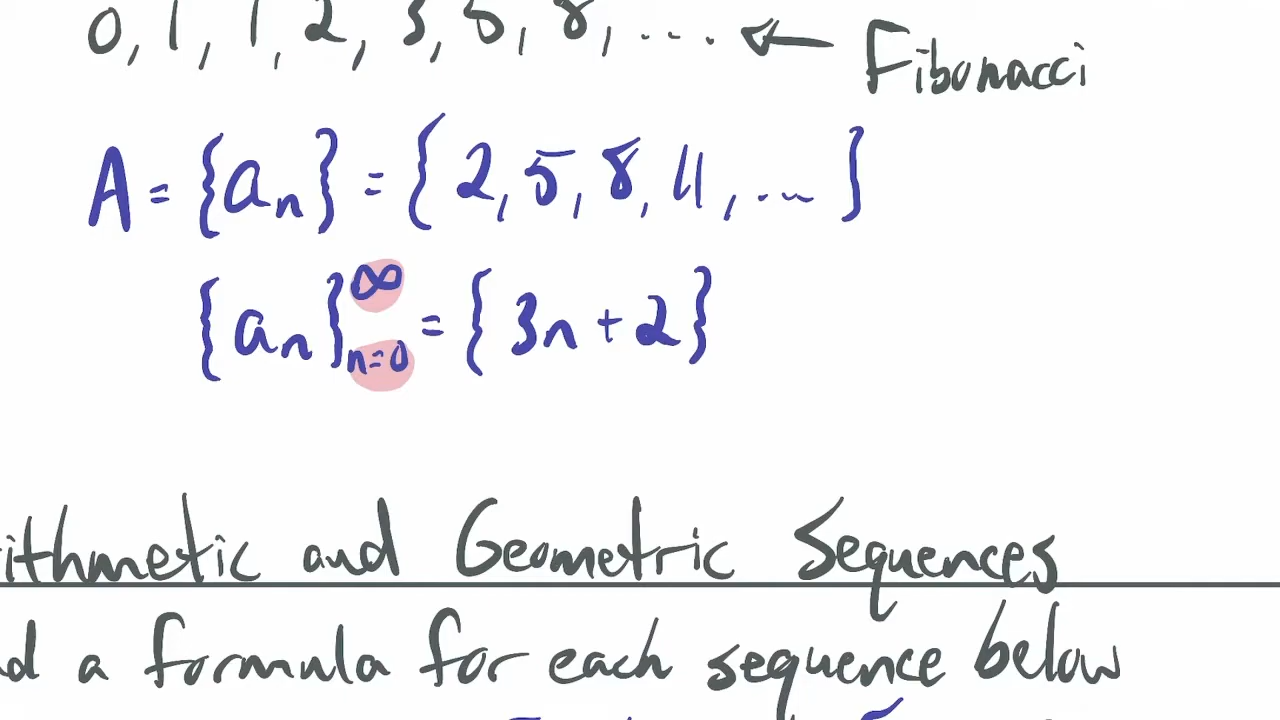 0, 1, 1, 2, 3, 5, 8, ... ← Fibonacci
A = {aₙ} = { 2, 5, 8, 11, ... }
{aₙ}ₙ₌₀^∞ = { 3n + 2 }
ithmetic and Geometric Sequences
d a formula for each sequence below